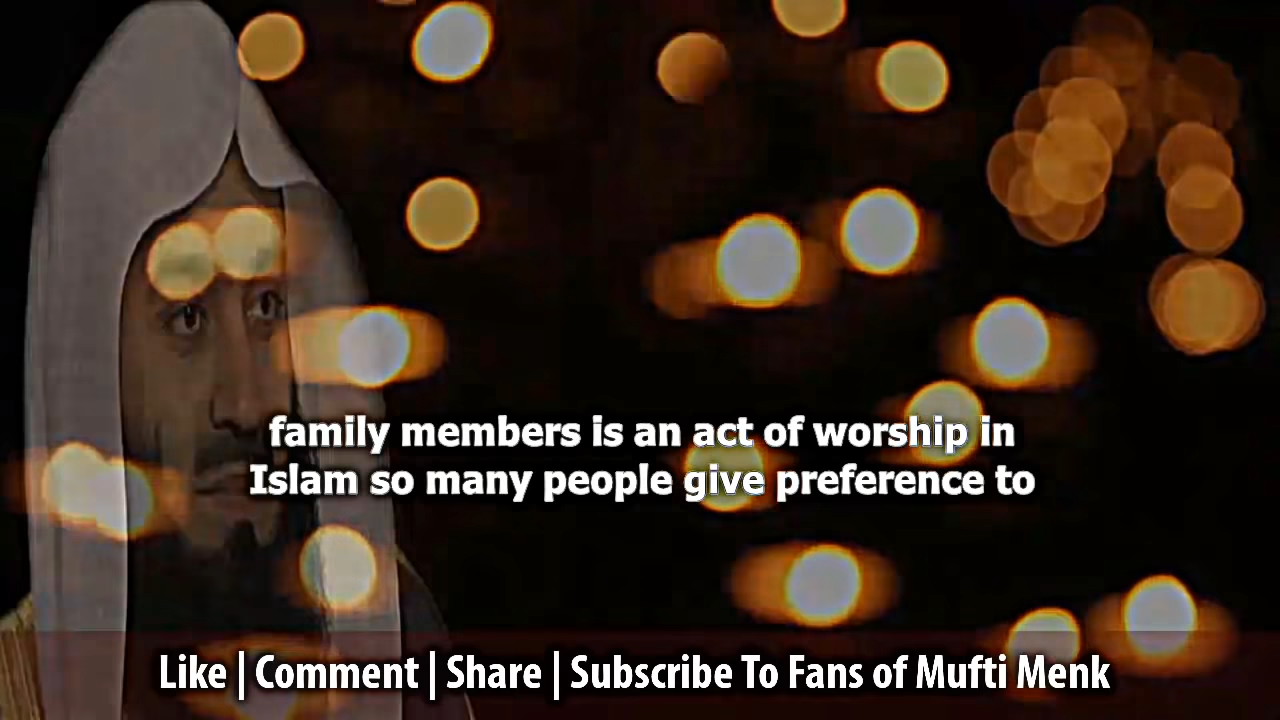 family members is an act of worship in
Islam so many people give preference to
Like | Comment | Share | Subscribe To Fans of Mufti Menk